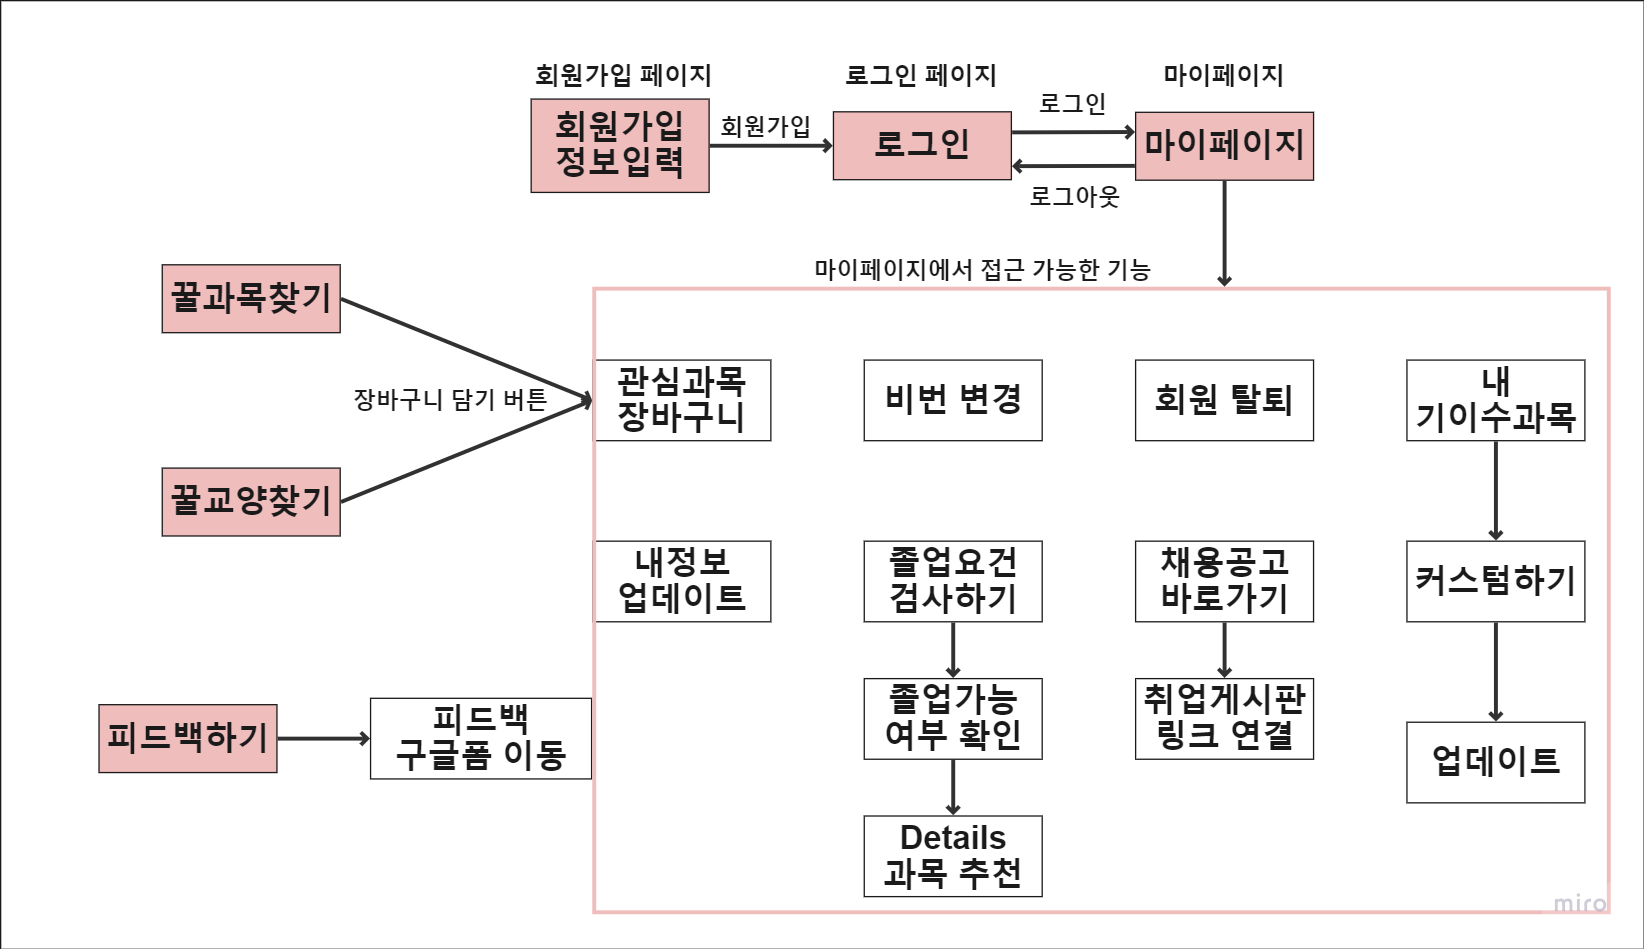 회원가입 페이지
로그인 페이지
마이페이지
회원가입
정보입력
회원가입
로그인
로그인
로그아웃
마이페이지
마이페이지에서 접근 가능한 기능
꿀과목찾기
장바구니 담기 버튼
꿀교양찾기
관심과목
장바구니
비번 변경
회원 탈퇴
내
기이수과목
내정보
업데이트
졸업요건
검사하기
채용공고
바로가기
커스텀하기
피드백하기
피드백
구글폼 이동
졸업가능
여부 확인
취업게시판
링크 연결
업데이트
Details
과목 추천
miro